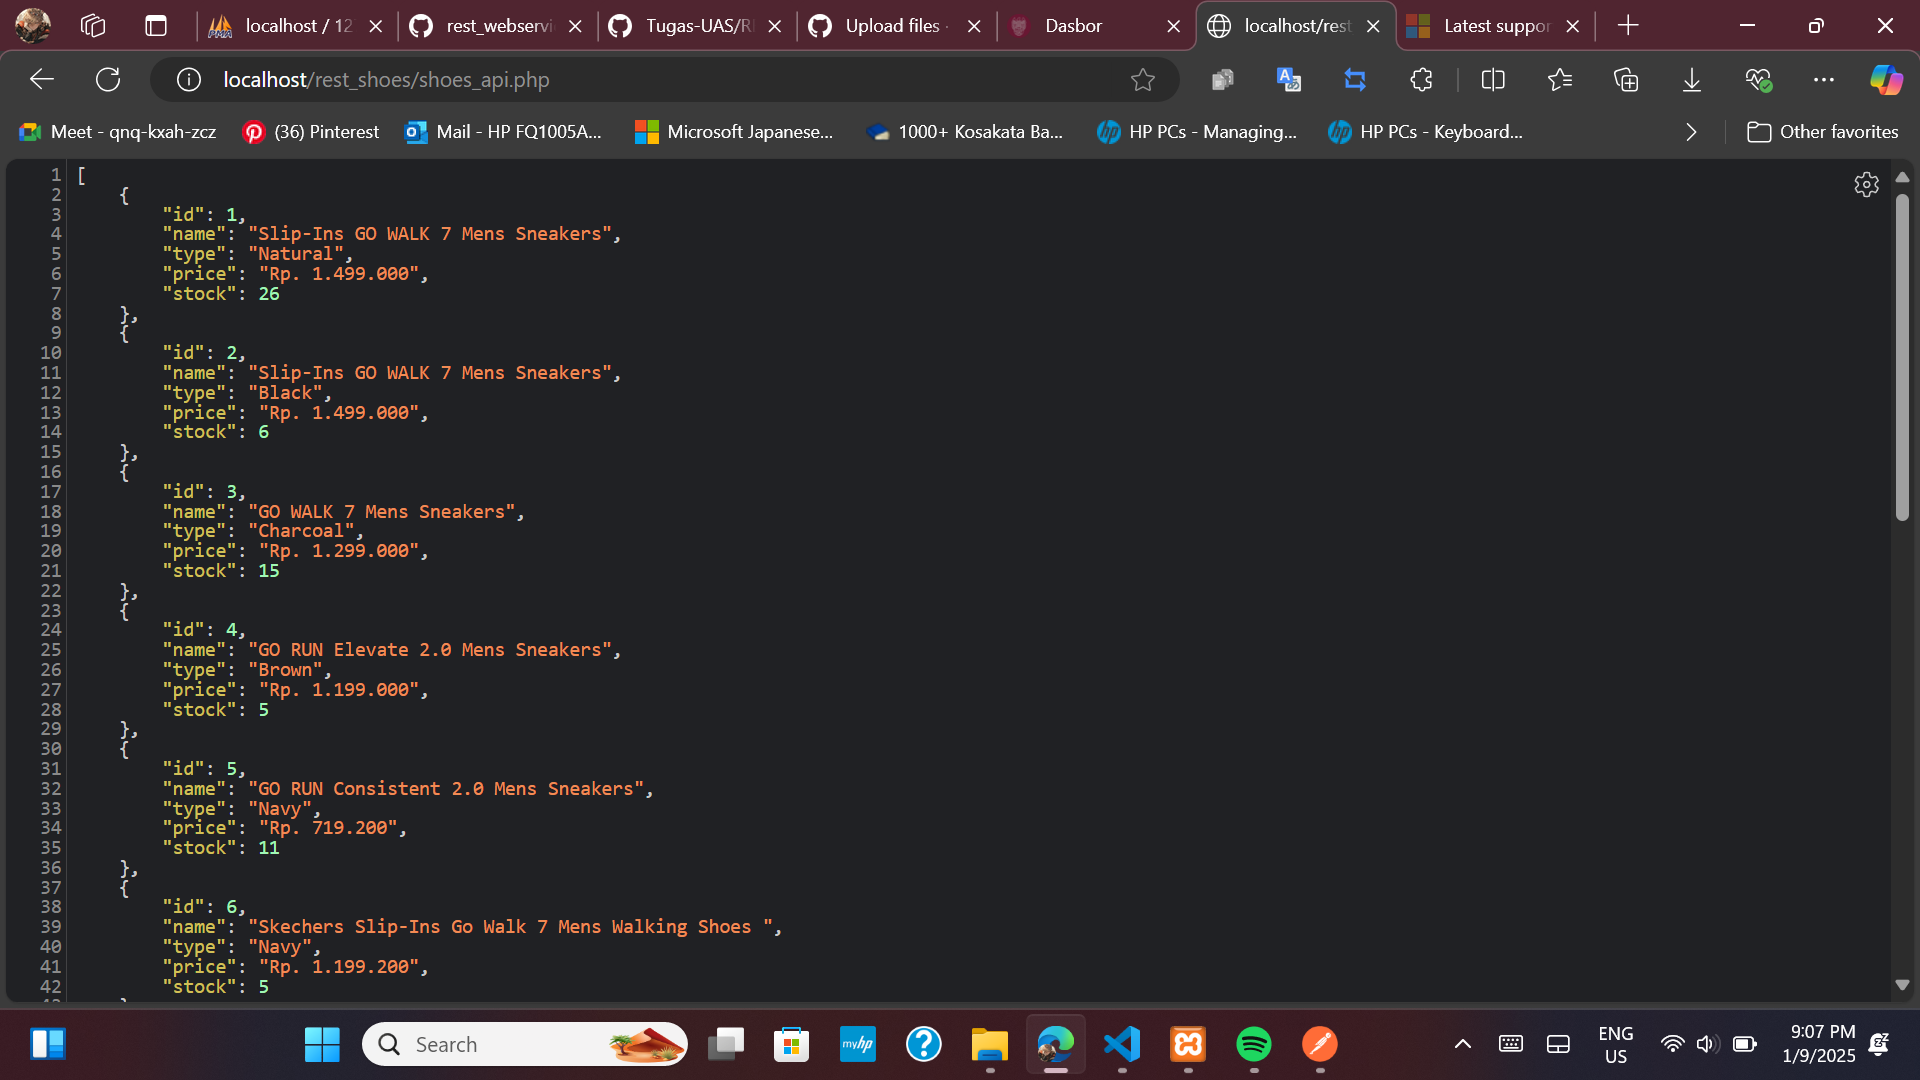 localhost / 12
rest_webservi
Tugas-UAS/RE
Upload files ·
Dasbor
localhost/rest
Latest suppor
localhost/rest_shoes/shoes_api.php
Meet - qnq-kxah-zcz
(36) Pinterest
Mail - HP FQ1005A...
Microsoft Japanese...
1000+ Kosakata Ba...
HP PCs - Managing...
HP PCs - Keyboard...
Other favorites
1 [
2 {
3 "id": 1,
4 "name": "Slip-Ins GO WALK 7 Mens Sneakers",
5 "type": "Natural",
6 "price": "Rp. 1.499.000",
7 "stock": 26
8 },
9 {
10 "id": 2,
11 "name": "Slip-Ins GO WALK 7 Mens Sneakers",
12 "type": "Black",
13 "price": "Rp. 1.499.000",
14 "stock": 6
15 },
16 {
17 "id": 3,
18 "name": "GO WALK 7 Mens Sneakers",
19 "type": "Charcoal",
20 "price": "Rp. 1.299.000",
21 "stock": 15
22 },
23 {
24 "id": 4,
25 "name": "GO RUN Elevate 2.0 Mens Sneakers",
26 "type": "Brown",
27 "price": "Rp. 1.199.000",
28 "stock": 5
29 },
30 {
31 "id": 5,
32 "name": "GO RUN Consistent 2.0 Mens Sneakers",
33 "type": "Navy",
34 "price": "Rp. 719.200",
35 "stock": 11
36 },
37 {
38 "id": 6,
39 "name": "Skechers Slip-Ins Go Walk 7 Mens Walking Shoes ",
40 "type": "Navy",
41 "price": "Rp. 1.199.200",
42 "stock": 5
Search
myhp
ENG
US
9:07 PM
1/9/2025